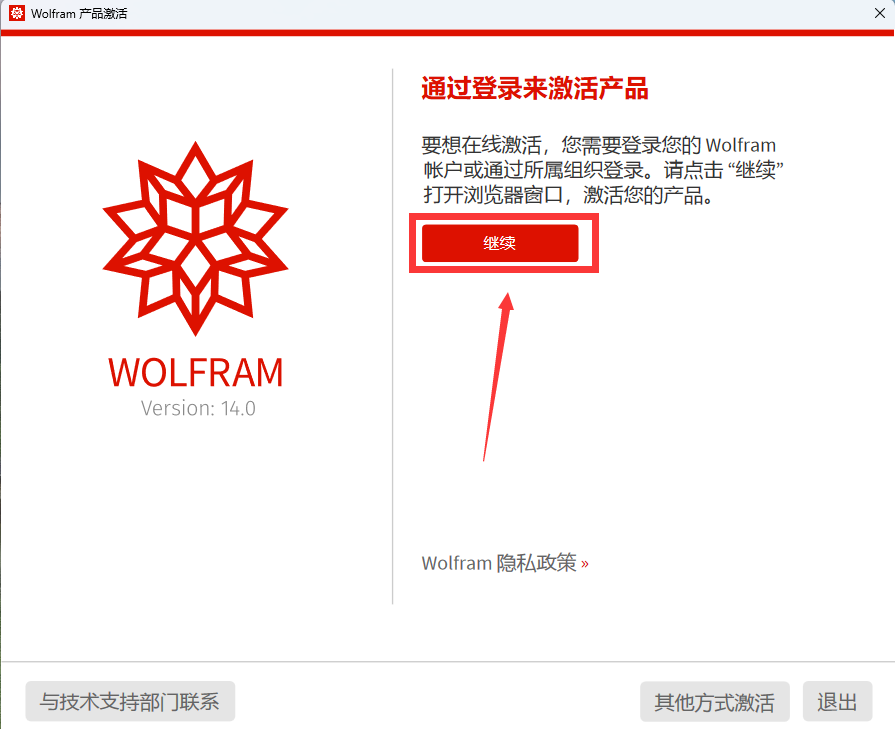 Wolfram 产品激活
通过登录来激活产品
要想在线激活，您需要登录您的 Wolfram
帐户或通过所属组织登录。请点击 “继续”
打开浏览器窗口，激活您的产品。
继续
WOLFRAM
Version: 14.0
Wolfram 隐私政策 »
与技术支持部门联系
其他方式激活
退出